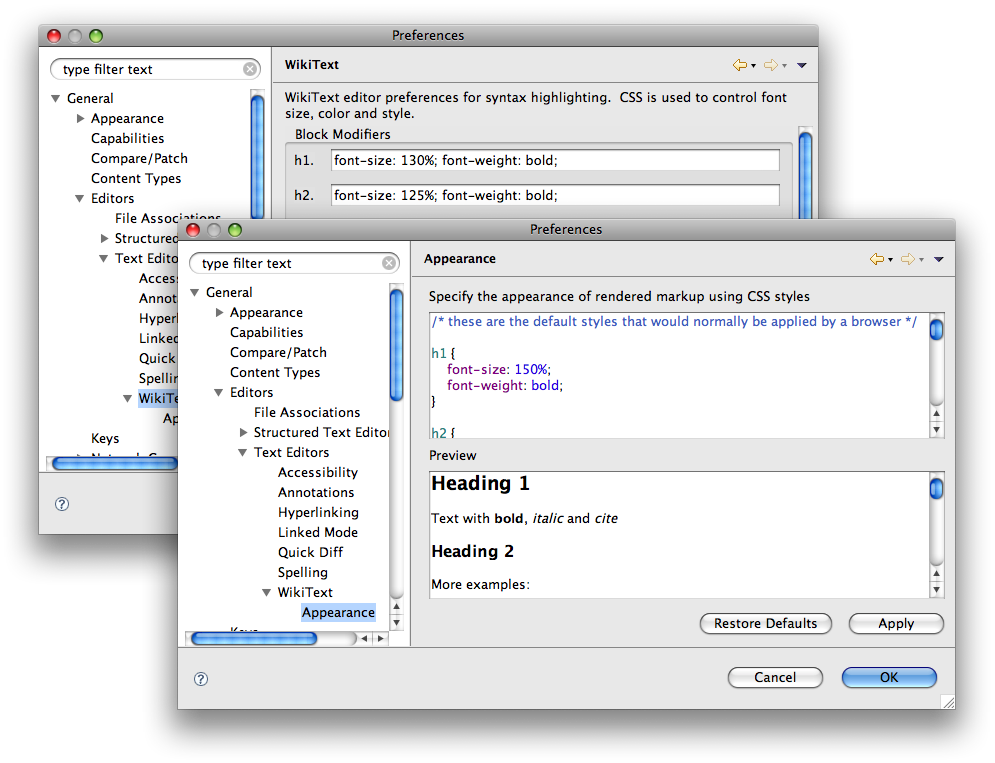 Preferences
type filter text
General
Appearance
Capabilities
Compare/Patch
Content Types
Editors
File Associations
Structured
Text Edito
Access
Annot
Hyperl
Linked
Quick
Spellin
WikiTe
Ap
Keys
WikiText
WikiText editor preferences for syntax highlighting.  CSS is used to control font
size, color and style.
Block Modifiers
h1. font-size: 130%; font-weight: bold;
h2. font-size: 125%; font-weight: bold;
?
Preferences
type filter text
General
Appearance
Capabilities
Compare/Patch
Content Types
Editors
File Associations
Structured Text Editor
Text Editors
Accessibility
Annotations
Hyperlinking
Linked Mode
Quick Diff
Spelling
WikiText
Appearance
Keys
Appearance
Specify the appearance of rendered markup using CSS styles
/* these are the default styles that would normally be applied by a browser */
h1 {
font-size: 150%;
font-weight: bold;
}
h2 {
Preview
Heading 1
Text with bold, italic and cite
Heading 2
More examples:
Restore Defaults Apply
? Cancel OK